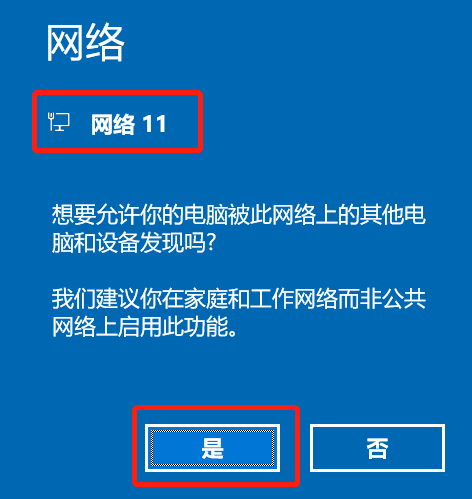 网络
网络 11
想要允许你的电脑被此网络上的其他电
脑和设备发现吗?
我们建议你在家庭和工作网络而非公共
网络上启用此功能。
是
否